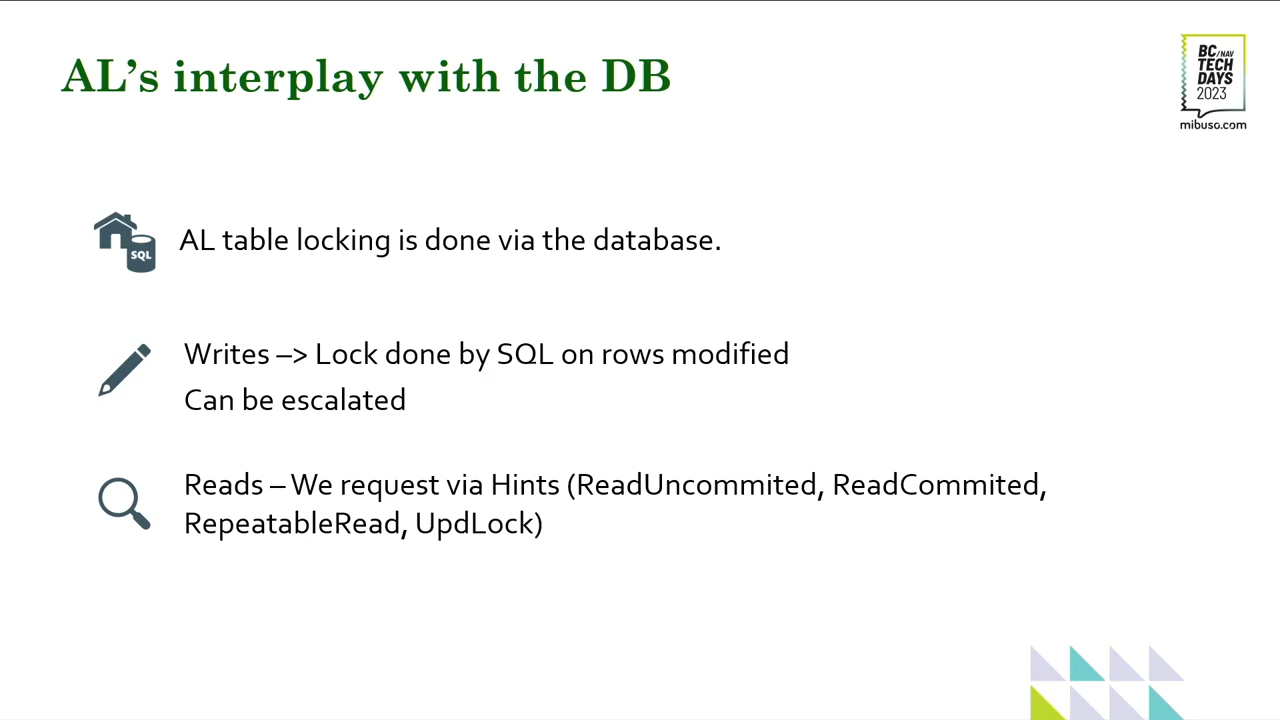 AL’s interplay with the DB
BC/NAV
TECH
DAYS
2023
mibuso.com
AL table locking is done via the database.
SQL
Writes –> Lock done by SQL on rows modified
Can be escalated
Reads – We request via Hints (ReadUncommited, ReadCommited,
RepeatableRead, UpdLock)